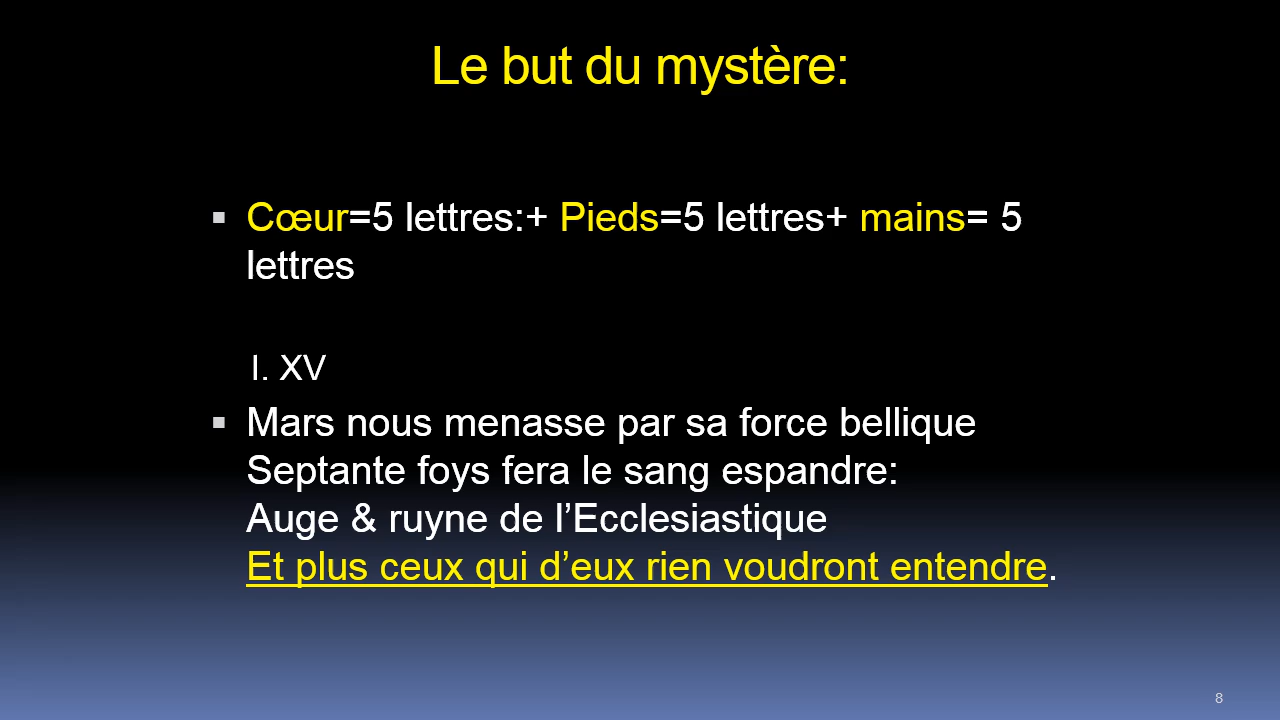 Le but du mystère:
Cœur=5 lettres:+ Pieds=5 lettres+ mains= 5
lettres
I. XV
Mars nous menasse par sa force bellique
Septante foys fera le sang espandre:
Auge & ruyne de l’Ecclesiastique
Et plus ceux qui d’eux rien voudront entendre.
8